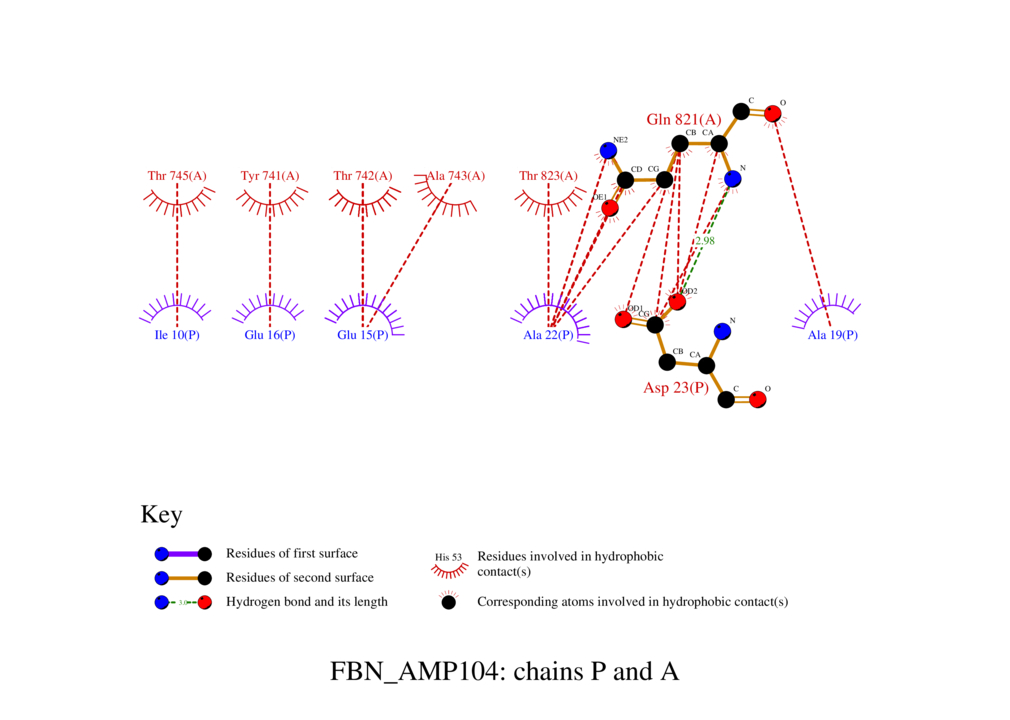 C
O
Gln 821(A)
NE2
CB
CA
CD
CG
N
Thr 745(A)
Tyr 741(A)
Thr 742(A)
Ala 743(A)
Thr 823(A)
OE1
2.98
OD2
OD1
CG
N
Ile 10(P)
Glu 16(P)
Glu 15(P)
Ala 22(P)
Ala 19(P)
CB
CA
Asp 23(P)
C
O
Key
Residues of first surface
Residues of second surface
3.0
Hydrogen bond and its length
His 53
Residues involved in hydrophobic
contact(s)
Corresponding atoms involved in hydrophobic contact(s)
FBN_AMP104: chains P and A